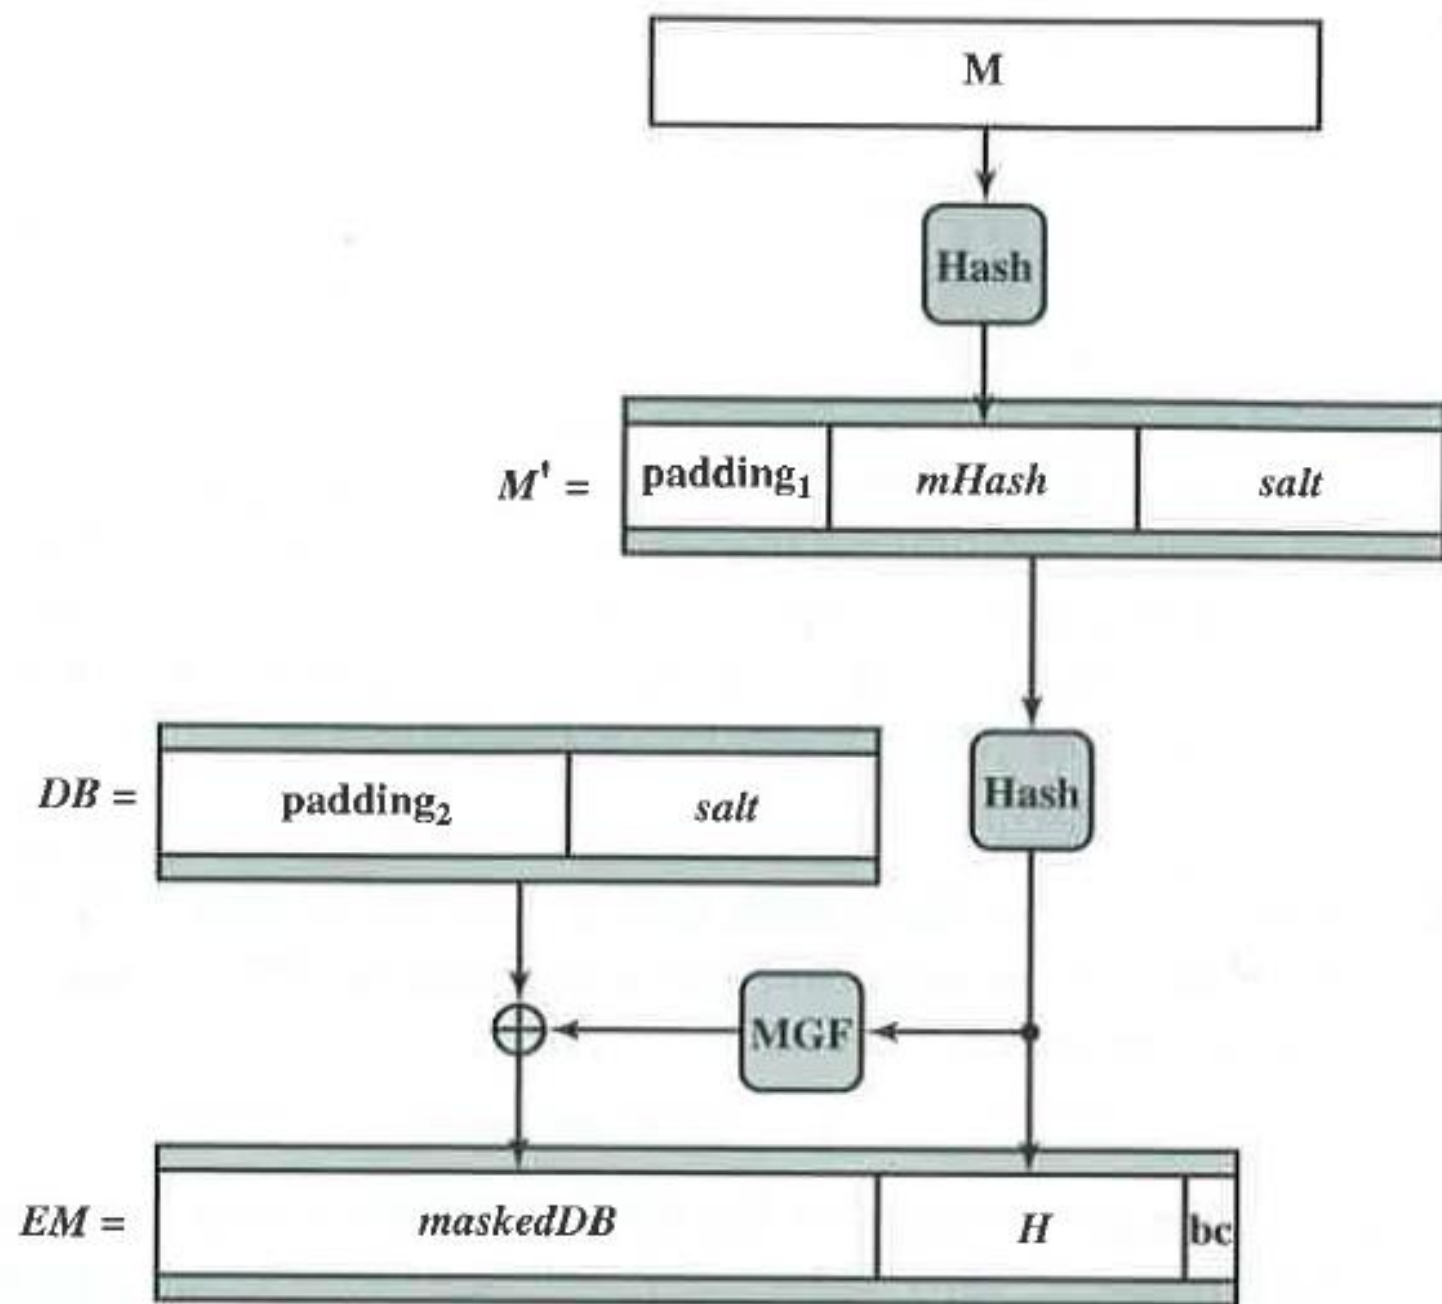 M
Hash
M' = padding₁ mHash salt
DB = padding₂ salt
Hash
MGF
EM = maskedDB H bc